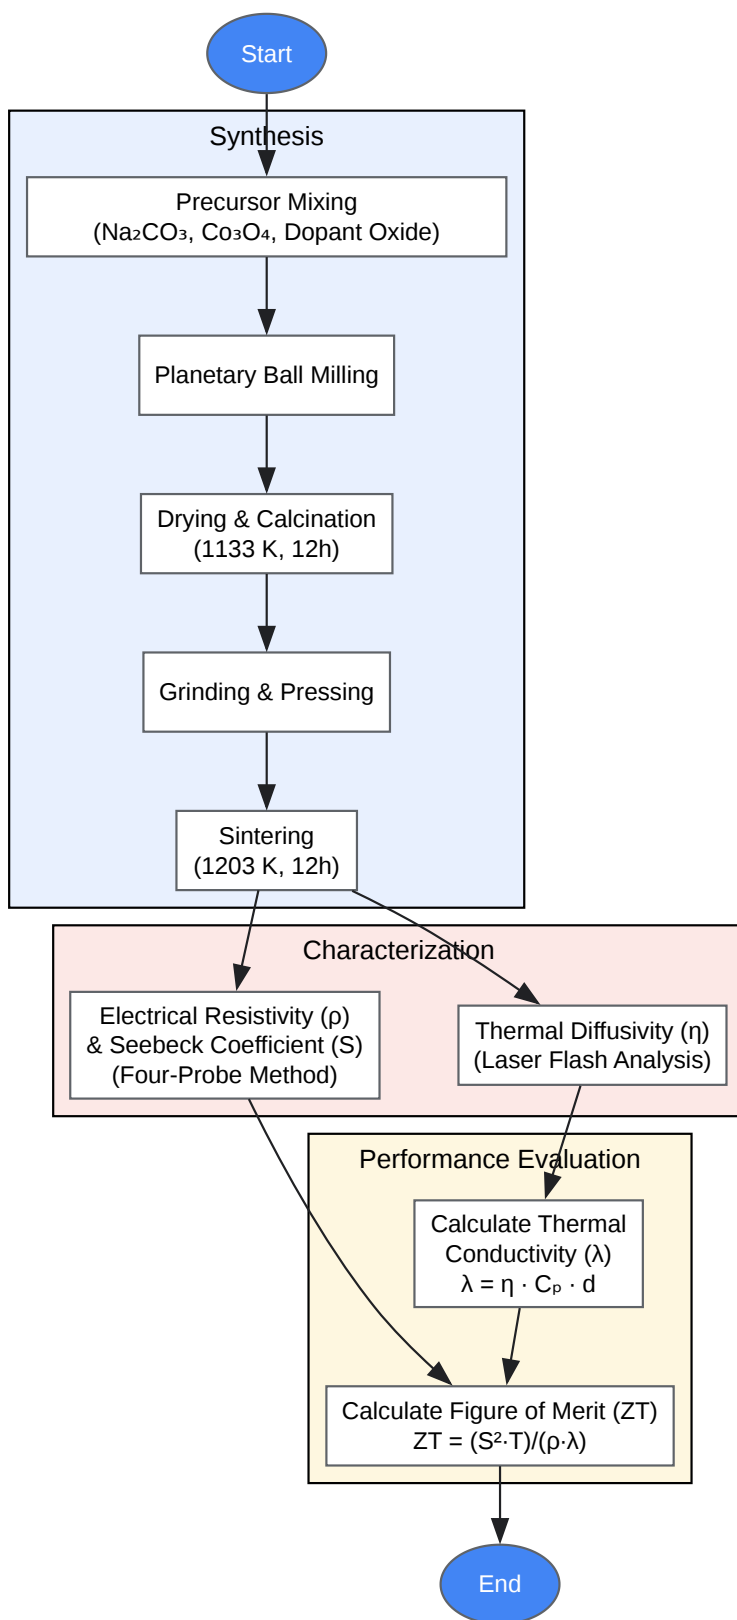 Start
Synthesis
Precursor Mixing
(Na₂CO₃, Co₃O₄, Dopant Oxide)
Planetary Ball Milling
Drying & Calcination
(1133 K, 12h)
Grinding & Pressing
Sintering
(1203 K, 12h)
Characterization
Electrical Resistivity (ρ)
& Seebeck Coefficient (S)
(Four-Probe Method)
Thermal Diffusivity (η)
(Laser Flash Analysis)
Performance Evaluation
Calculate Thermal
Conductivity (λ)
λ = η · Cₚ · d
Calculate Figure of Merit (ZT)
ZT = (S²·T)/(ρ·λ)
End